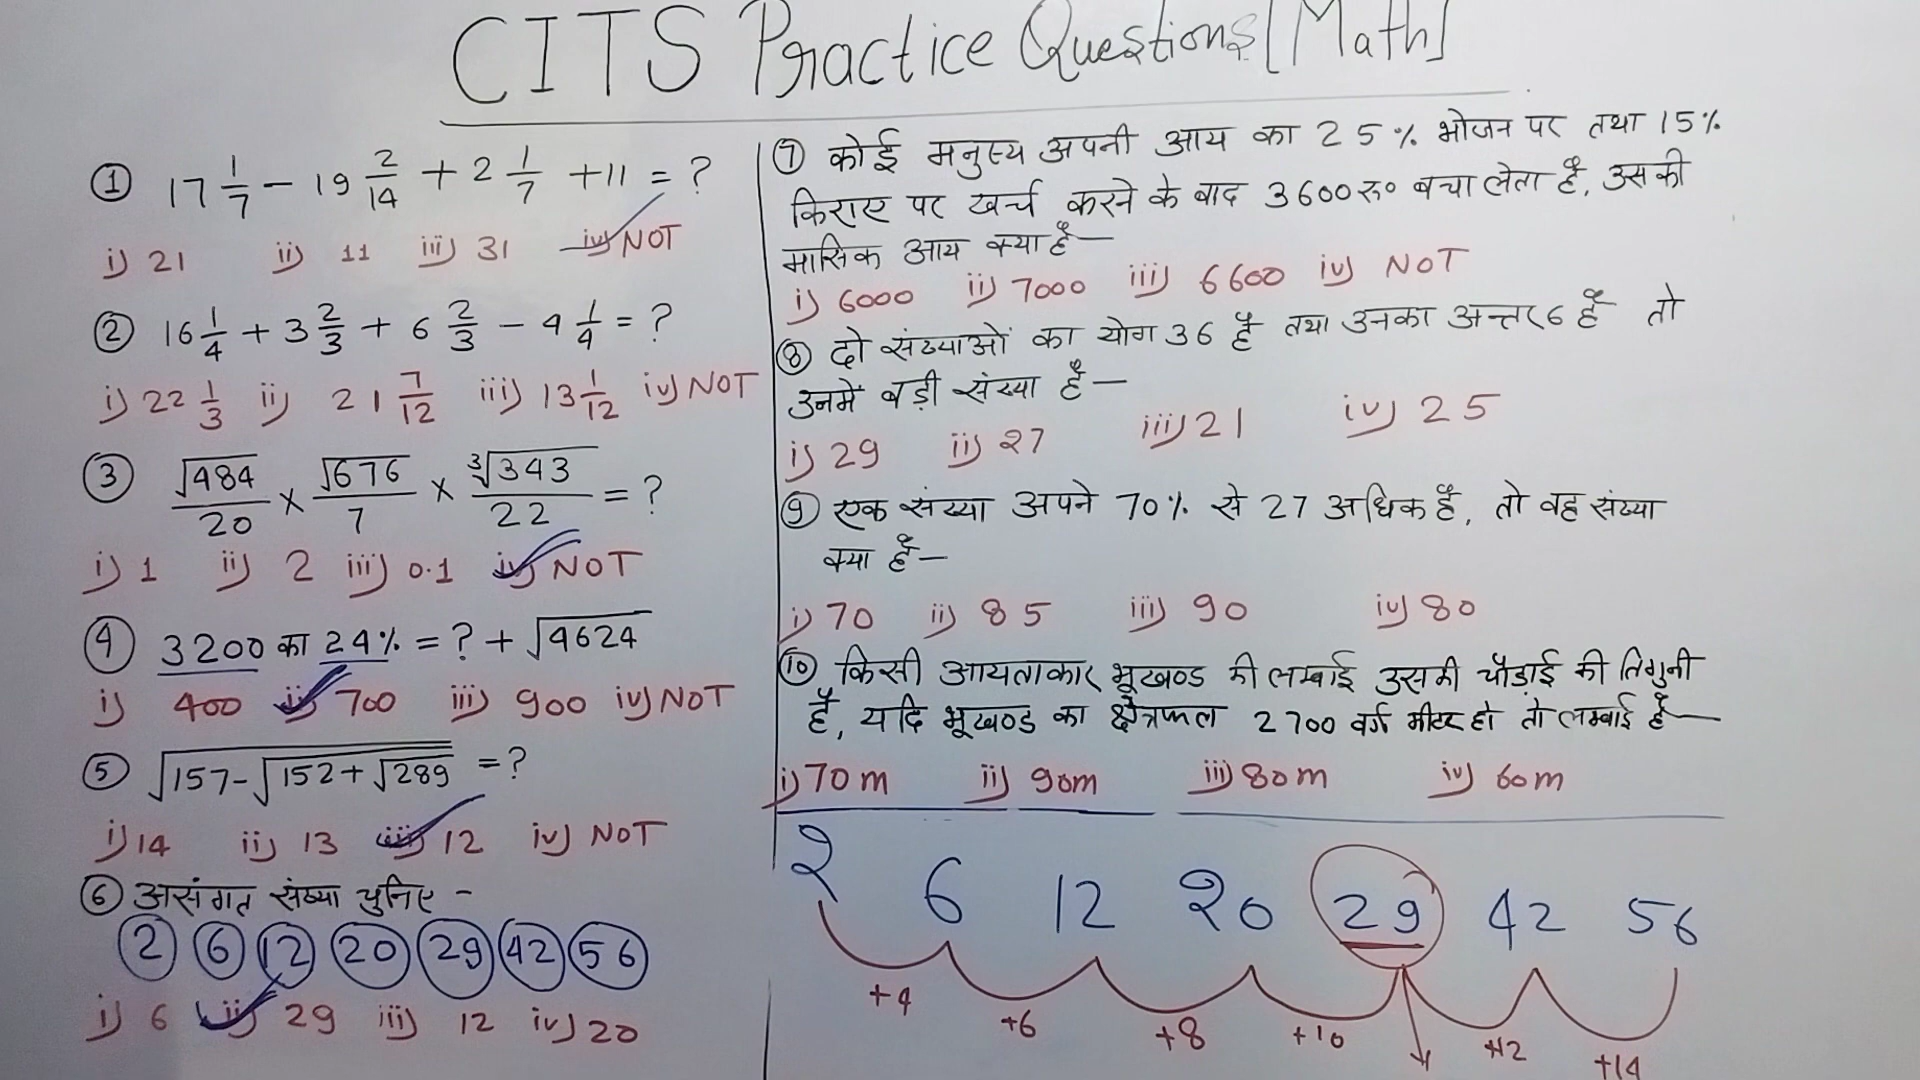 CITS Practice Questions [Math]
① 17 1/7 - 19 2/14 + 2 1/7 + 11 = ?
i) 21 ii) 11 iii) 31 iv) NOT
② 16 1/4 + 3 2/3 + 6 2/3 - 4 1/4 = ?
i) 22 1/3 ii) 21 7/12 iii) 13 1/12 iv) NOT
③ √484/20 × √676/7 × ∛343/22 = ?
i) 1 ii) 2 iii) 0.1 iv) NOT
④ 3200 का 24% = ? + √4624
i) 400 ii) 700 iii) 900 iv) NOT
⑤ √157-√152+√289 = ?
i) 14 ii) 13 iii) 12 iv) NOT
⑥ असंगत संख्या चुनिए -
2 6 12 20 29 42 56
i) 6 ii) 29 iii) 12 iv) 20
⑦ कोई मनुस्य अपनी आय का 25% भोजन पर तथा 15%
किराए पर खर्च करने के बाद 3600 रु० बचा लेता है, उसकी
मासिक आय क्या है—
i) 6000 ii) 7000 iii) 6600 iv) NOT
⑧ दो संख्याओं का योग 36 है तथा उनका अन्तर 6 है तो
उनमें बड़ी संख्या है—
i) 29 ii) 27 iii) 21 iv) 25
⑨ एक संख्या अपने 70% से 27 अधिक है, तो वह संख्या
क्या है—
i) 70 ii) 85 iii) 90 iv) 80
⑩ किसी आयताकार भूखण्ड की लम्बाई उसकी चौड़ाई की तिगुनी
है, यदि भूखण्ड का क्षेत्रफल 2700 वर्ग मीटर हो तो लम्बाई है—
i) 70m ii) 90m iii) 80m iv) 60m
2 6 12 20 29 42 56
+4 +6 +8 +10 +12 +14